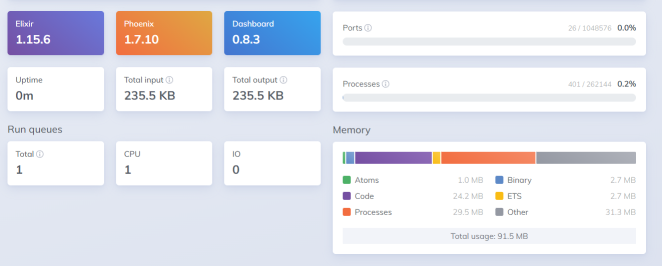 Elixir
1.15.6
Phoenix
1.7.10
Dashboard
0.8.3
Uptime
0m
Total input ⓘ
235.5 KB
Total output ⓘ
235.5 KB
Run queues
Total ⓘ
1
CPU
1
IO
0
Ports ⓘ 26 / 1048576 0.0%
Processes ⓘ 401 / 262144 0.2%
Memory
Atoms 1.0 MB Binary 2.7 MB
Code 24.2 MB ETS 2.7 MB
Processes 29.5 MB Other 31.3 MB
Total usage: 91.5 MB